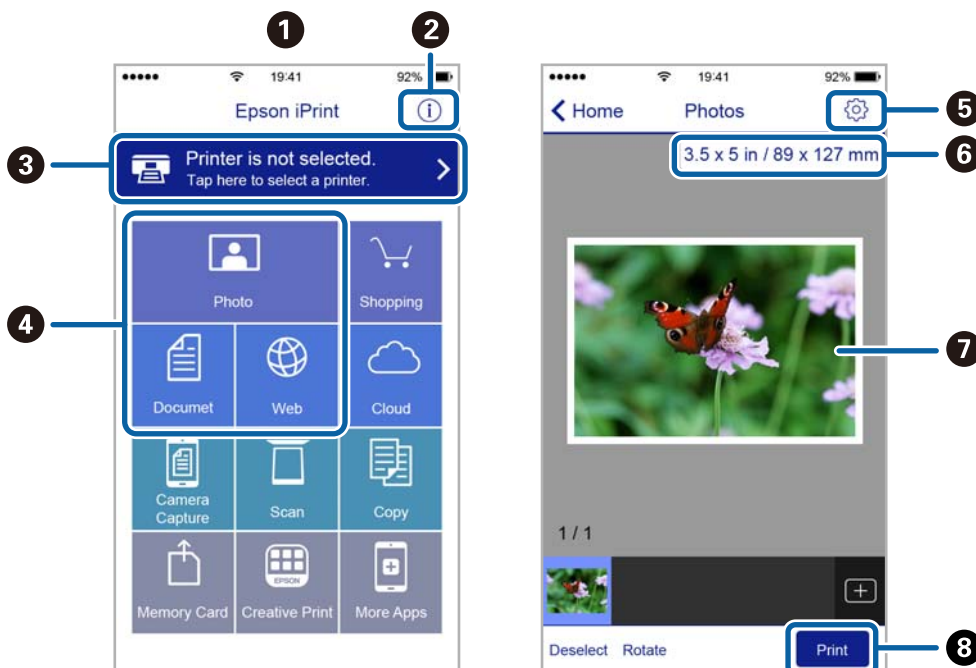 1
2
19:41 92%
Epson iPrint i
3
Printer is not selected.
Tap here to select a printer.
4
Photo Shopping
Documet Web Cloud
Camera
Capture
Scan Copy
EPSON
Memory Card Creative Print More Apps
19:41 92%
Home Photos
5
3.5 x 5 in / 89 x 127 mm
6
7
1 / 1
Deselect Rotate Print
8